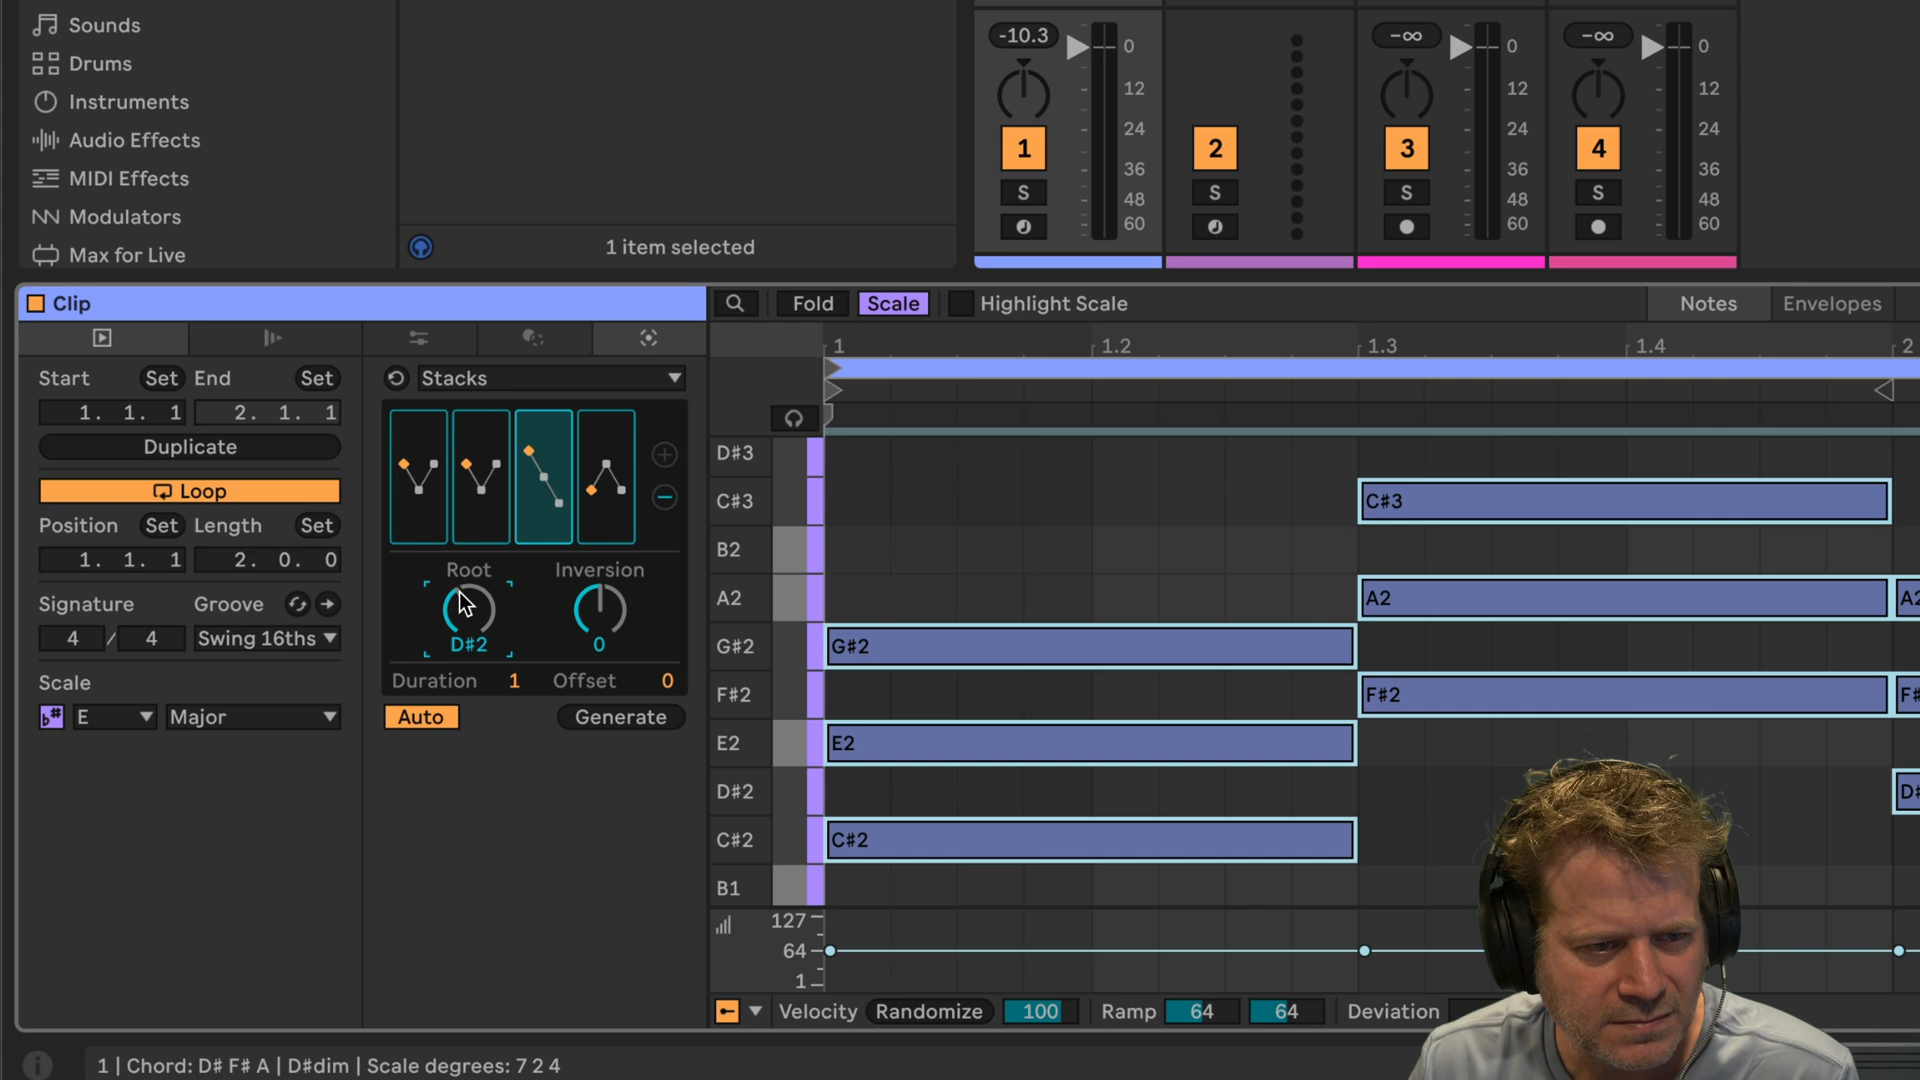 Sounds
Drums
Instruments
Audio Effects
MIDI Effects
Modulators
Max for Live
1 item selected
-10.3 0 -∞ 0 -∞ 0
12 12 12
1 2 3 4
24 24 24
36 36 36
S S S S
48 48 48
60 60 60
Clip
Fold Scale Highlight Scale Notes Envelopes
1 1.2 1.3 1.4 2
Start Set End Set
1. 1. 1 2. 1. 1
Duplicate
Loop
Position Set Length Set
1. 1. 1 2. 0. 0
Signature Groove
4 / 4 Swing 16ths
Scale
b# E Major
Stacks
Root Inversion
D#2 0
Duration 1 Offset 0
Auto Generate
D#3
C#3 C#3
B2
A2 A2
G#2 G#2
F#2 F#2
E2 E2
D#2
C#2 C#2
B1
127
64
1
Velocity Randomize 100 Ramp 64 64 Deviation
1 | Chord: D# F# A | D#dim | Scale degrees: 7 2 4